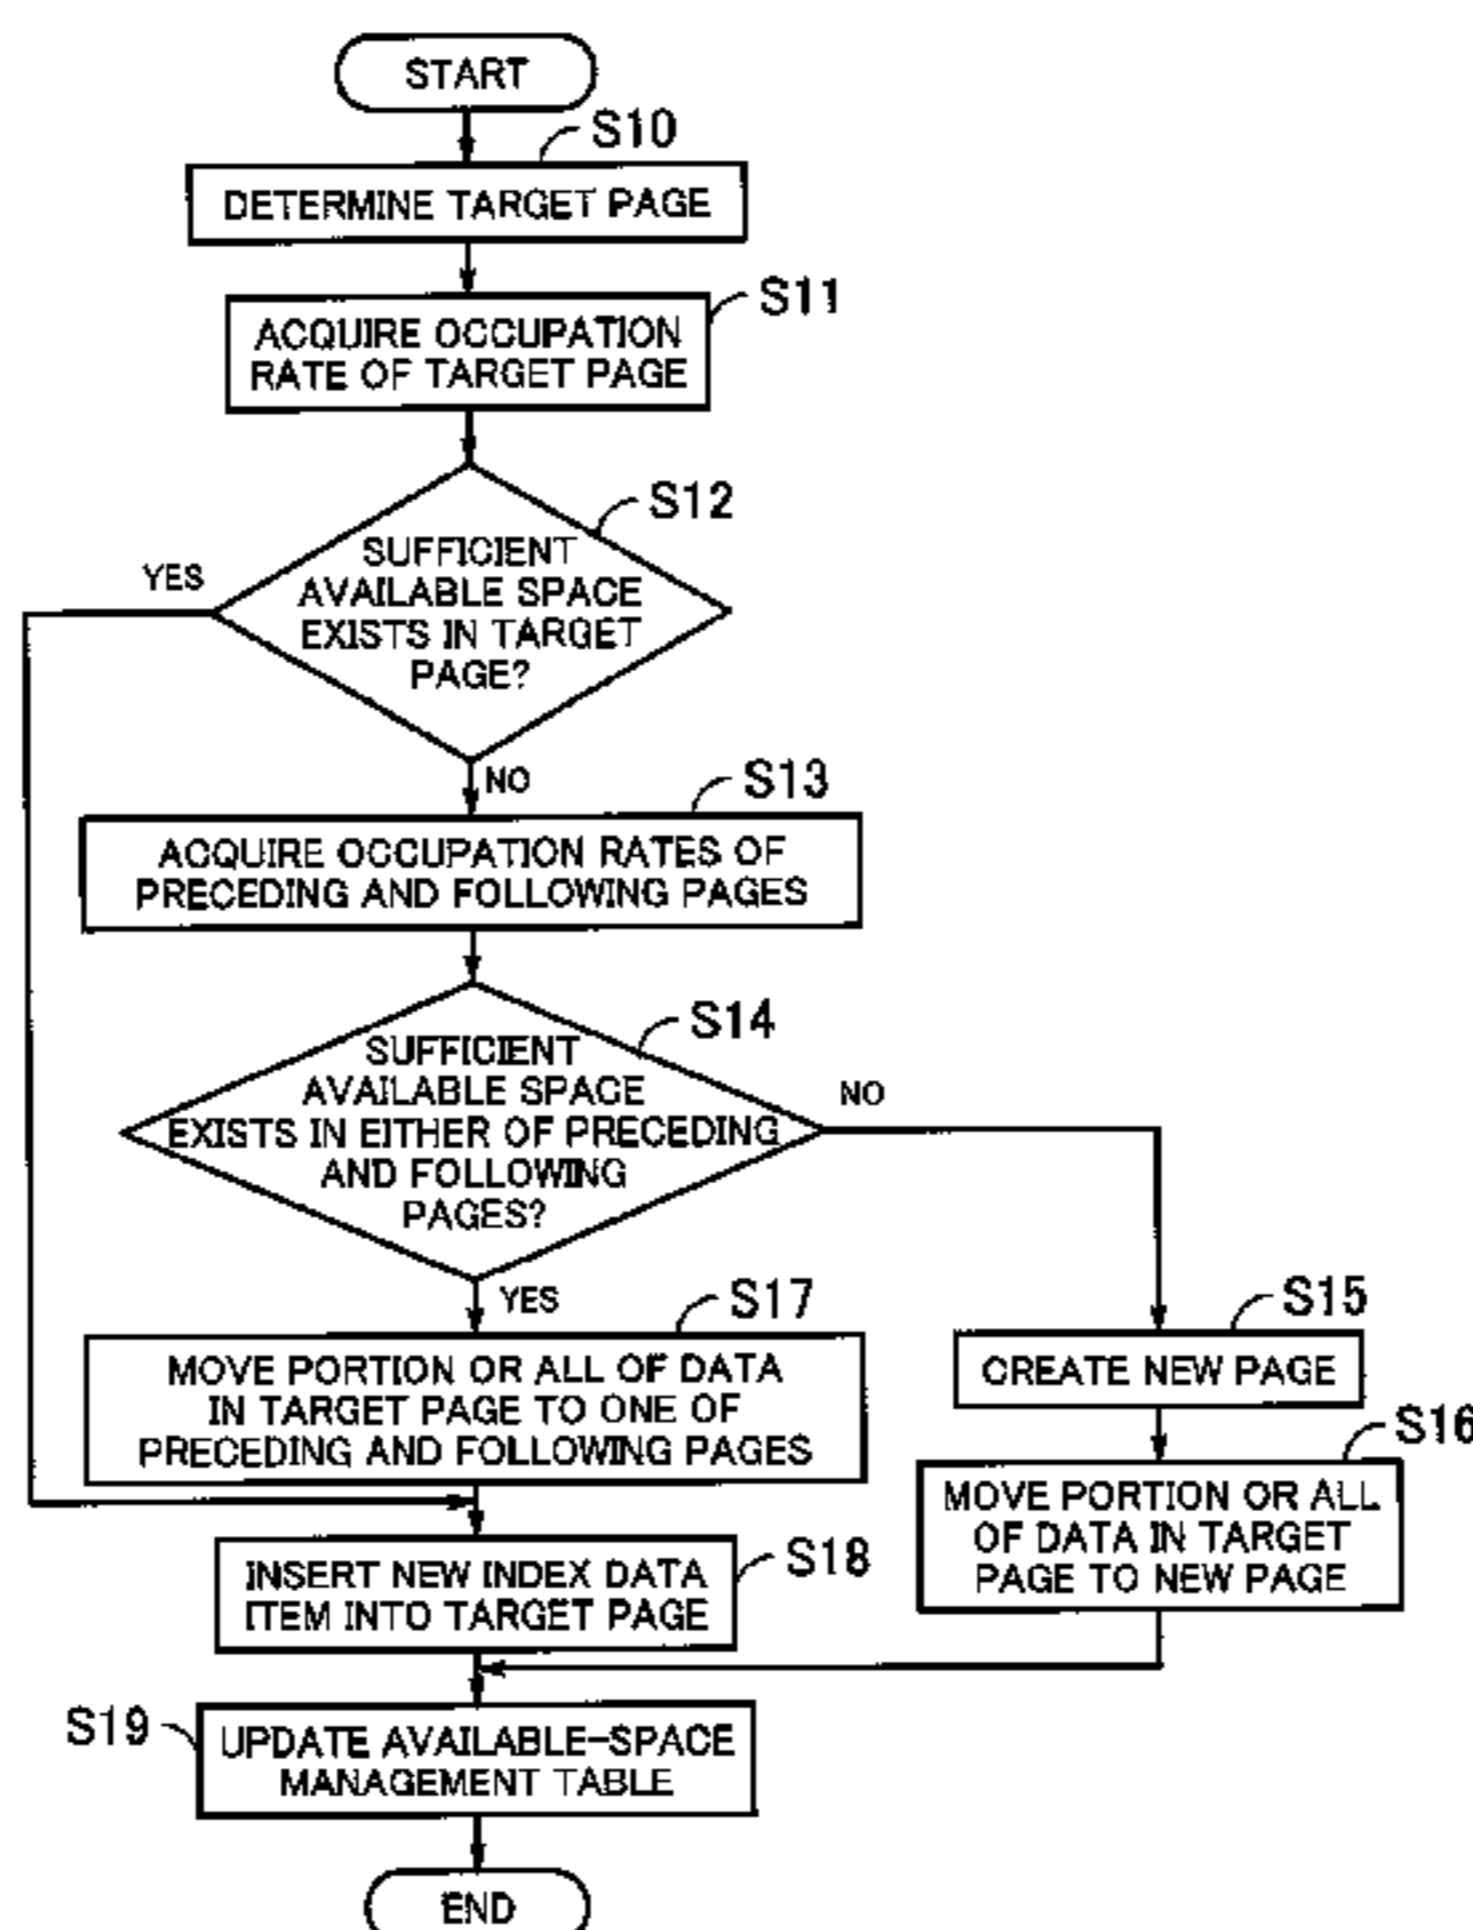 START
S10
DETERMINE TARGET PAGE
S11
ACQUIRE OCCUPATION
RATE OF TARGET PAGE
S12
SUFFICIENT
AVAILABLE SPACE
EXISTS IN TARGET
PAGE?
YES
NO
S13
ACQUIRE OCCUPATION RATES OF
PRECEDING AND FOLLOWING PAGES
S14
SUFFICIENT
AVAILABLE SPACE
EXISTS IN EITHER OF PRECEDING
AND FOLLOWING
PAGES?
NO
YES
S17
MOVE PORTION OR ALL OF DATA
IN TARGET PAGE TO ONE OF
PRECEDING AND FOLLOWING PAGES
S15
CREATE NEW PAGE
S16
MOVE PORTION OR ALL
OF DATA IN TARGET
PAGE TO NEW PAGE
S18
INSERT NEW INDEX DATA
ITEM INTO TARGET PAGE
S19
UPDATE AVAILABLE-SPACE
MANAGEMENT TABLE
END